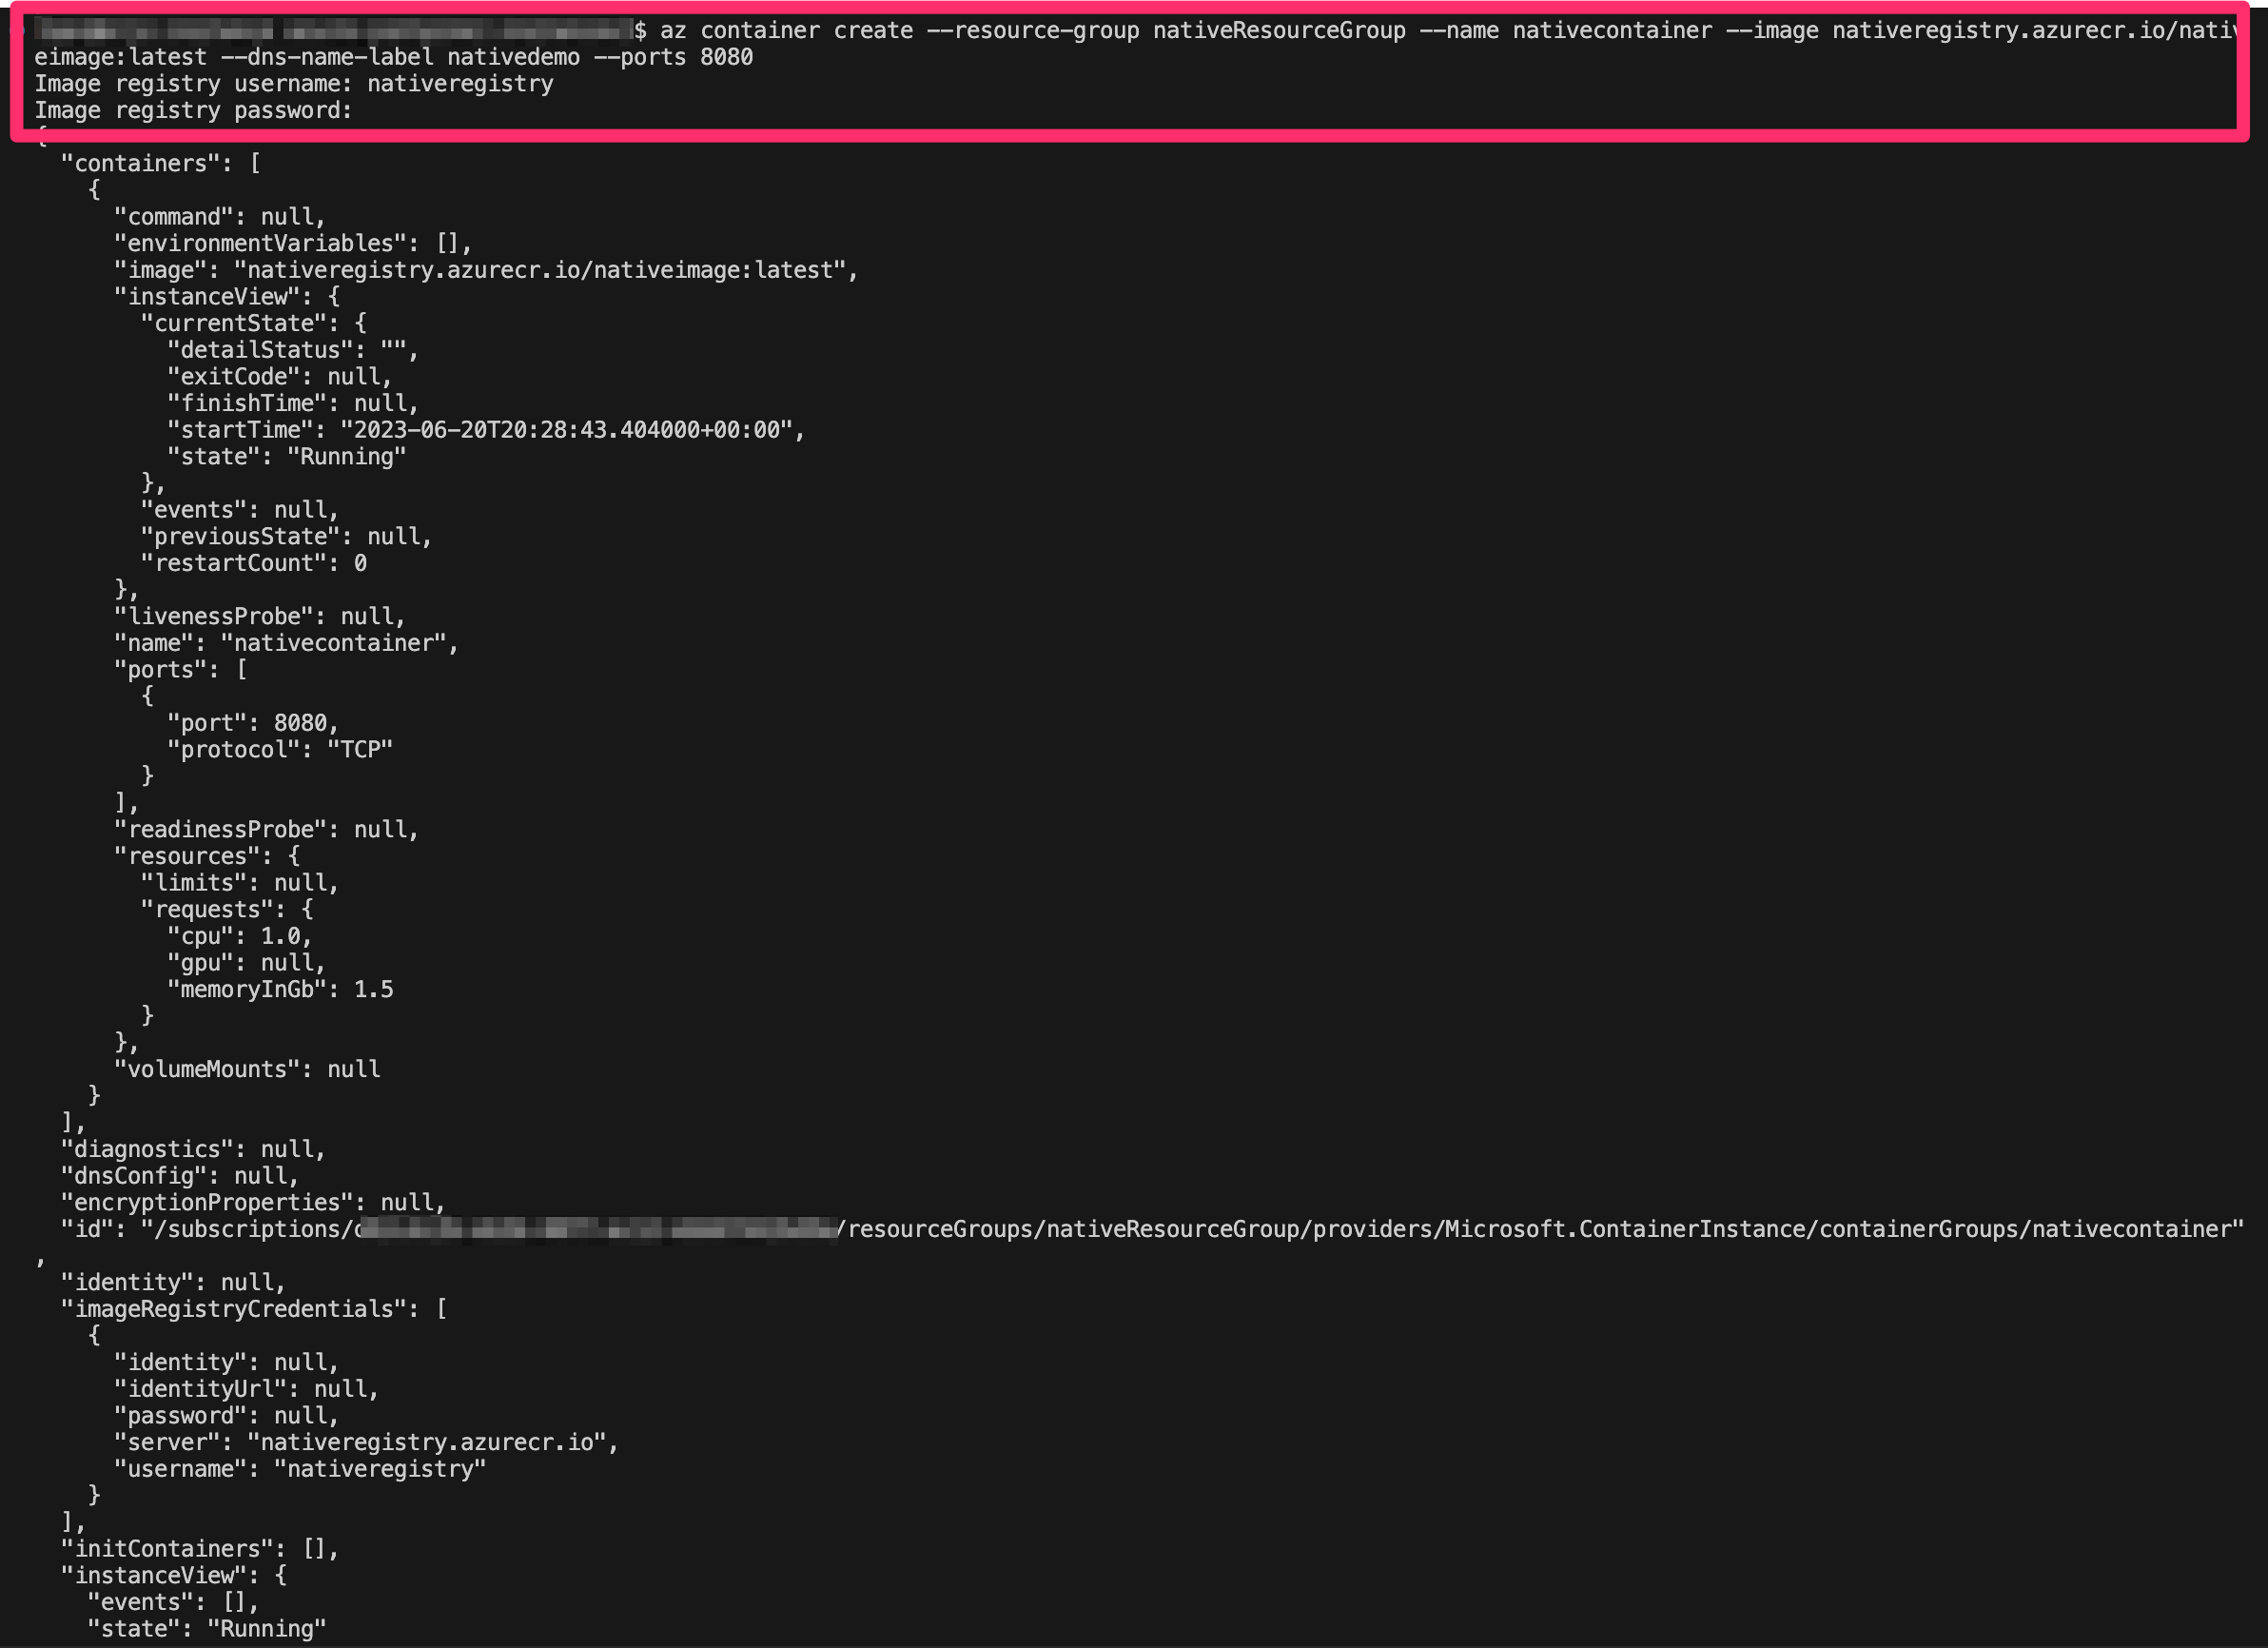 $ az container create --resource-group nativeResourceGroup --name nativecontainer --image nativeregistry.azurecr.io/nativ
eimage:latest --dns-name-label nativedemo --ports 8080
Image registry username: nativeregistry
Image registry password:
{
  "containers": [
    {
      "command": null,
      "environmentVariables": [],
      "image": "nativeregistry.azurecr.io/nativeimage:latest",
      "instanceView": {
        "currentState": {
          "detailStatus": "",
          "exitCode": null,
          "finishTime": null,
          "startTime": "2023-06-20T20:28:43.404000+00:00",
          "state": "Running"
        },
        "events": null,
        "previousState": null,
        "restartCount": 0
      },
      "livenessProbe": null,
      "name": "nativecontainer",
      "ports": [
        {
          "port": 8080,
          "protocol": "TCP"
        }
      ],
      "readinessProbe": null,
      "resources": {
        "limits": null,
        "requests": {
          "cpu": 1.0,
          "gpu": null,
          "memoryInGb": 1.5
        }
      },
      "volumeMounts": null
    }
  ],
  "diagnostics": null,
  "dnsConfig": null,
  "encryptionProperties": null,
  "id": "/subscriptions/ /resourceGroups/nativeResourceGroup/providers/Microsoft.ContainerInstance/containerGroups/nativecontainer"
,
  "identity": null,
  "imageRegistryCredentials": [
    {
      "identity": null,
      "identityUrl": null,
      "password": null,
      "server": "nativeregistry.azurecr.io",
      "username": "nativeregistry"
    }
  ],
  "initContainers": [],
  "instanceView": {
    "events": [],
    "state": "Running"